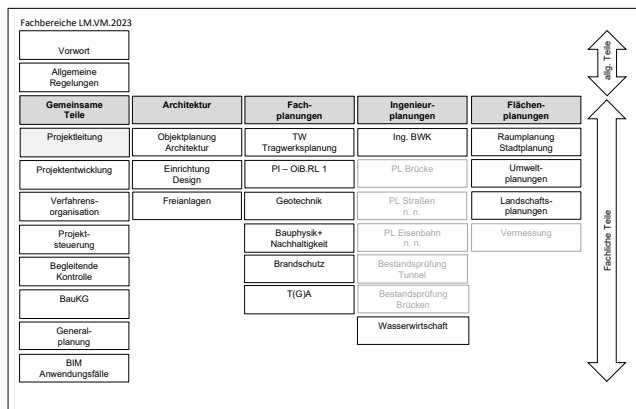 Fachbereiche LM.VM.2023
Vorwort
Allgemeine
Regelungen
allg. Teile
Gemeinsame
Teile
Architektur
Fach-
planungen
Ingenieur-
planungen
Flächen-
planungen
Projektleitung
Objektplanung
Architektur
TW
Tragwerksplanung
Ing. BWK
Raumplanung
Stadtplanung
Projektentwicklung
Einrichtung
Design
PI – OiB.RL 1
PL Brücke
Umwelt-
planungen
Verfahrens-
organisation
Freianlagen
Geotechnik
PL Straßen
n. n.
Landschafts-
planungen
Projekt-
steuerung
Bauphysik+
Nachhaltigkeit
PL Eisenbahn
n. n.
Vermessung
Begleitende
Kontrolle
Brandschutz
Bestandsprüfung
Tunnel
BauKG
T(G)A
Bestandsprüfung
Brücken
General-
planung
Wasserwirtschaft
BIM
Anwendungsfälle
Fachliche Teile